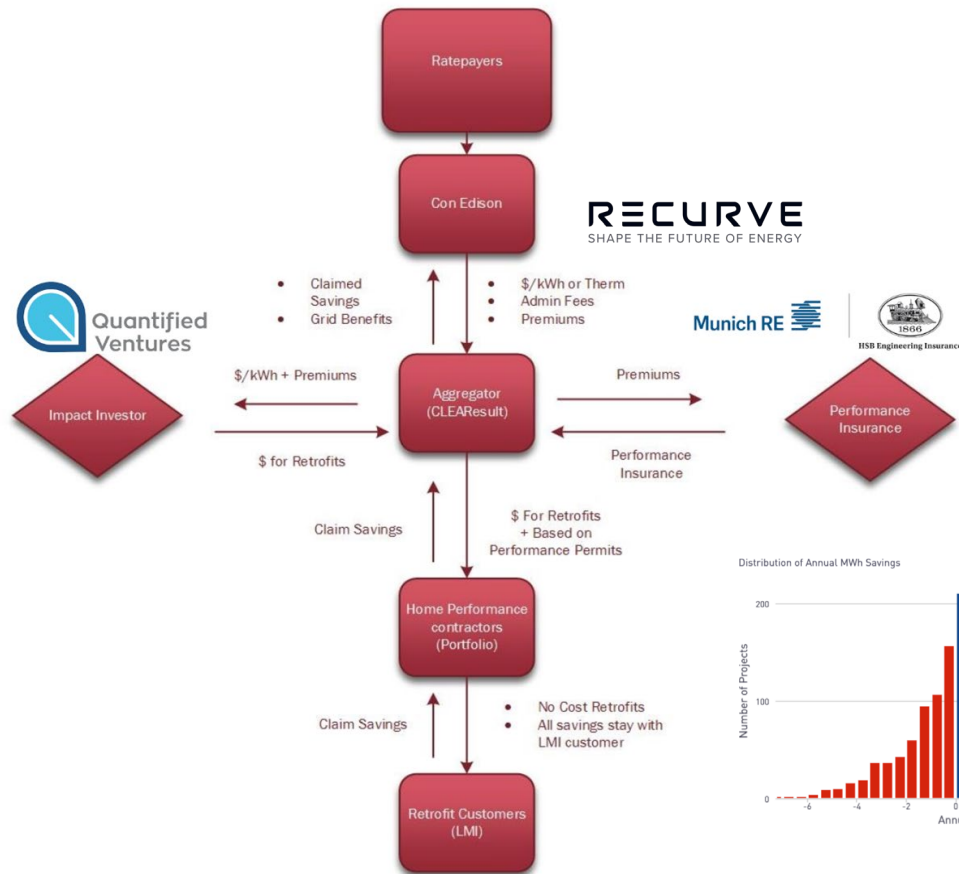 Ratepayers
Con Edison
RECURVE
SHAPE THE FUTURE OF ENERGY
• Claimed
Savings
• Grid Benefits
• $/kWh or Therm
• Admin Fees
• Premiums
Quantified
Ventures
Munich RE
1866
HSB Engineering Insurance
Impact Investor
$/kWh + Premiums
$ for Retrofits
Aggregator
(CLEAResult)
Premiums
Performance
Insurance
Performance
Insurance
Claim Savings
$ For Retrofits
+ Based on
Performance Permits
Home Performance
contractors
(Portfolio)
Claim Savings
• No Cost Retrofits
• All savings stay with
LMI customer
Retrofit Customers
(LMI)
Distribution of Annual MWh Savings
Number of Projects
200
100
0
-6
-4
-2
0
Annu